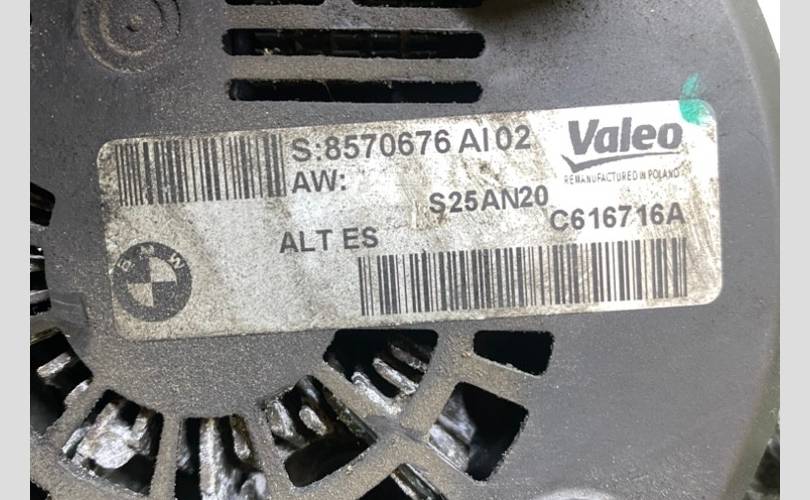 S:8570676 AI 02
Valeo
REMANUFACTURED IN POLAND
AW:
S25AN20
C616716A
ALT ES
BMW